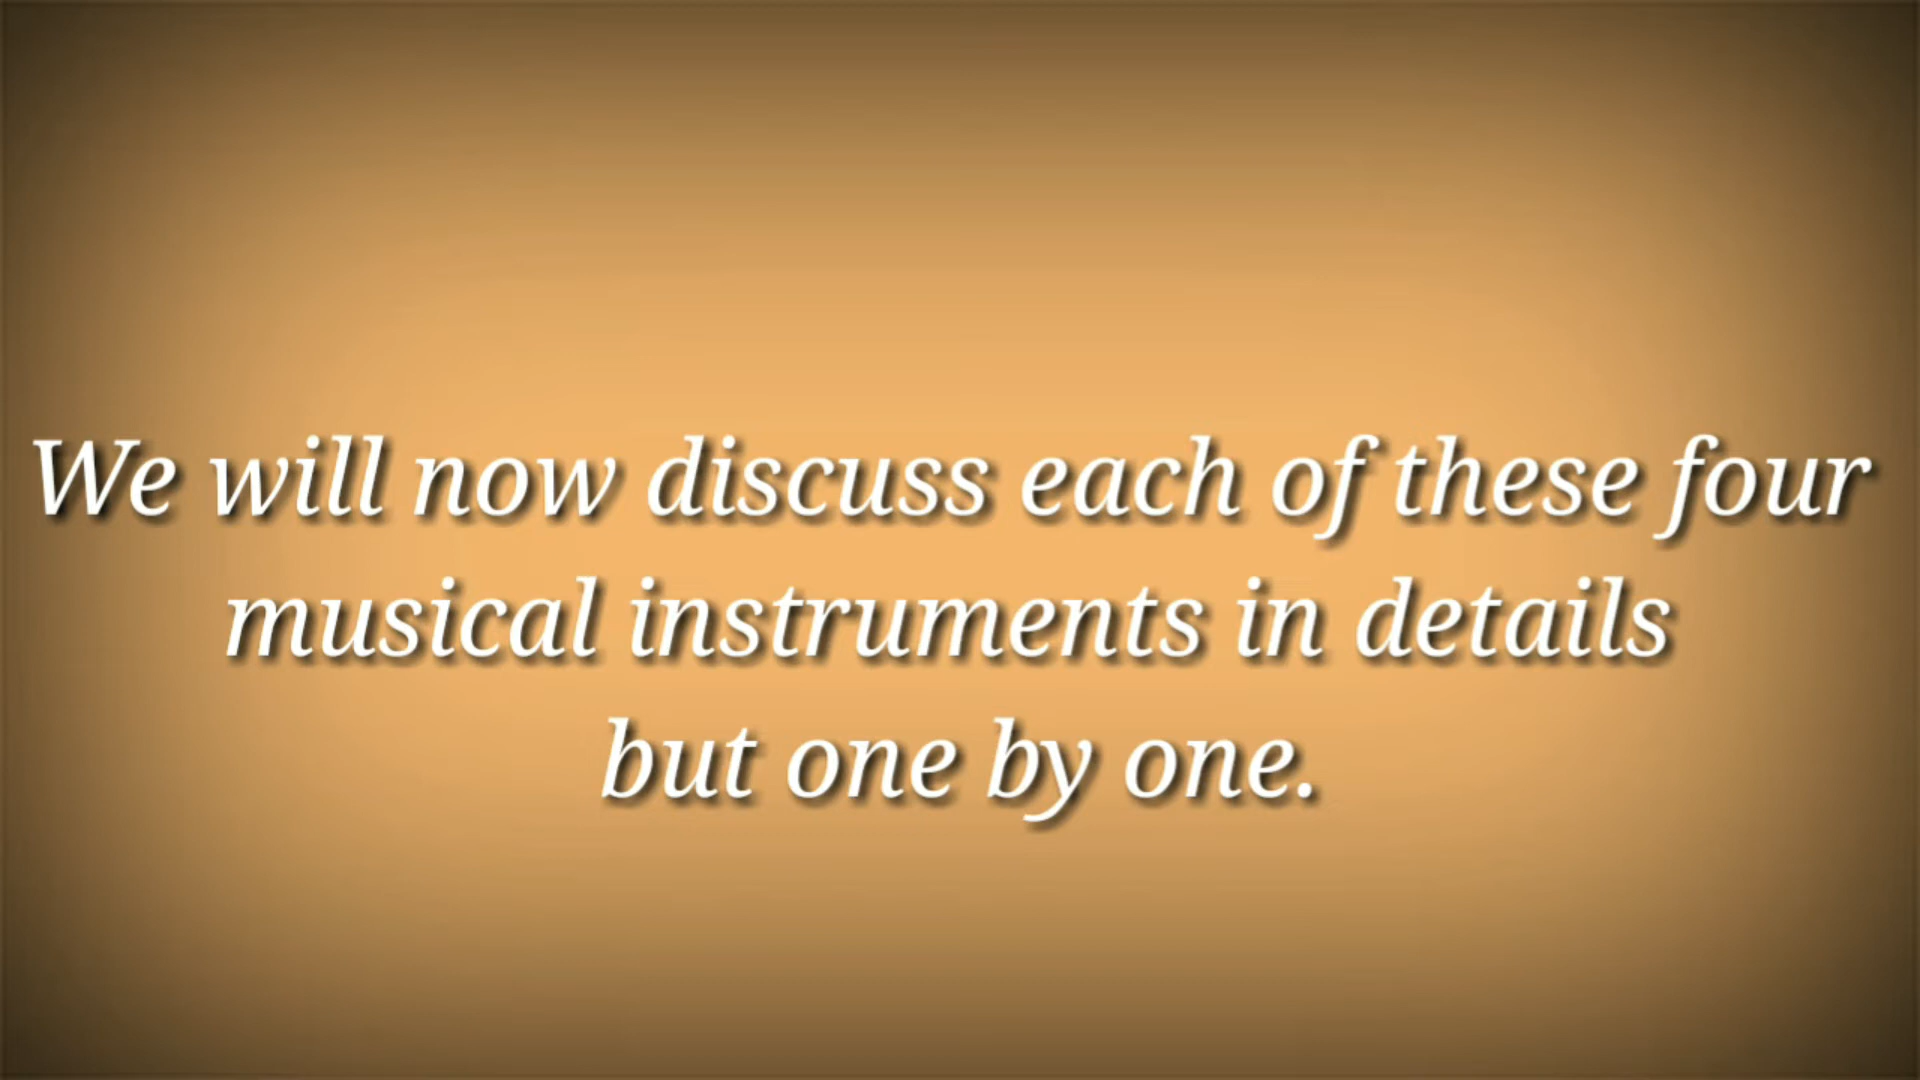 We will now discuss each of these four
musical instruments in details
but one by one.